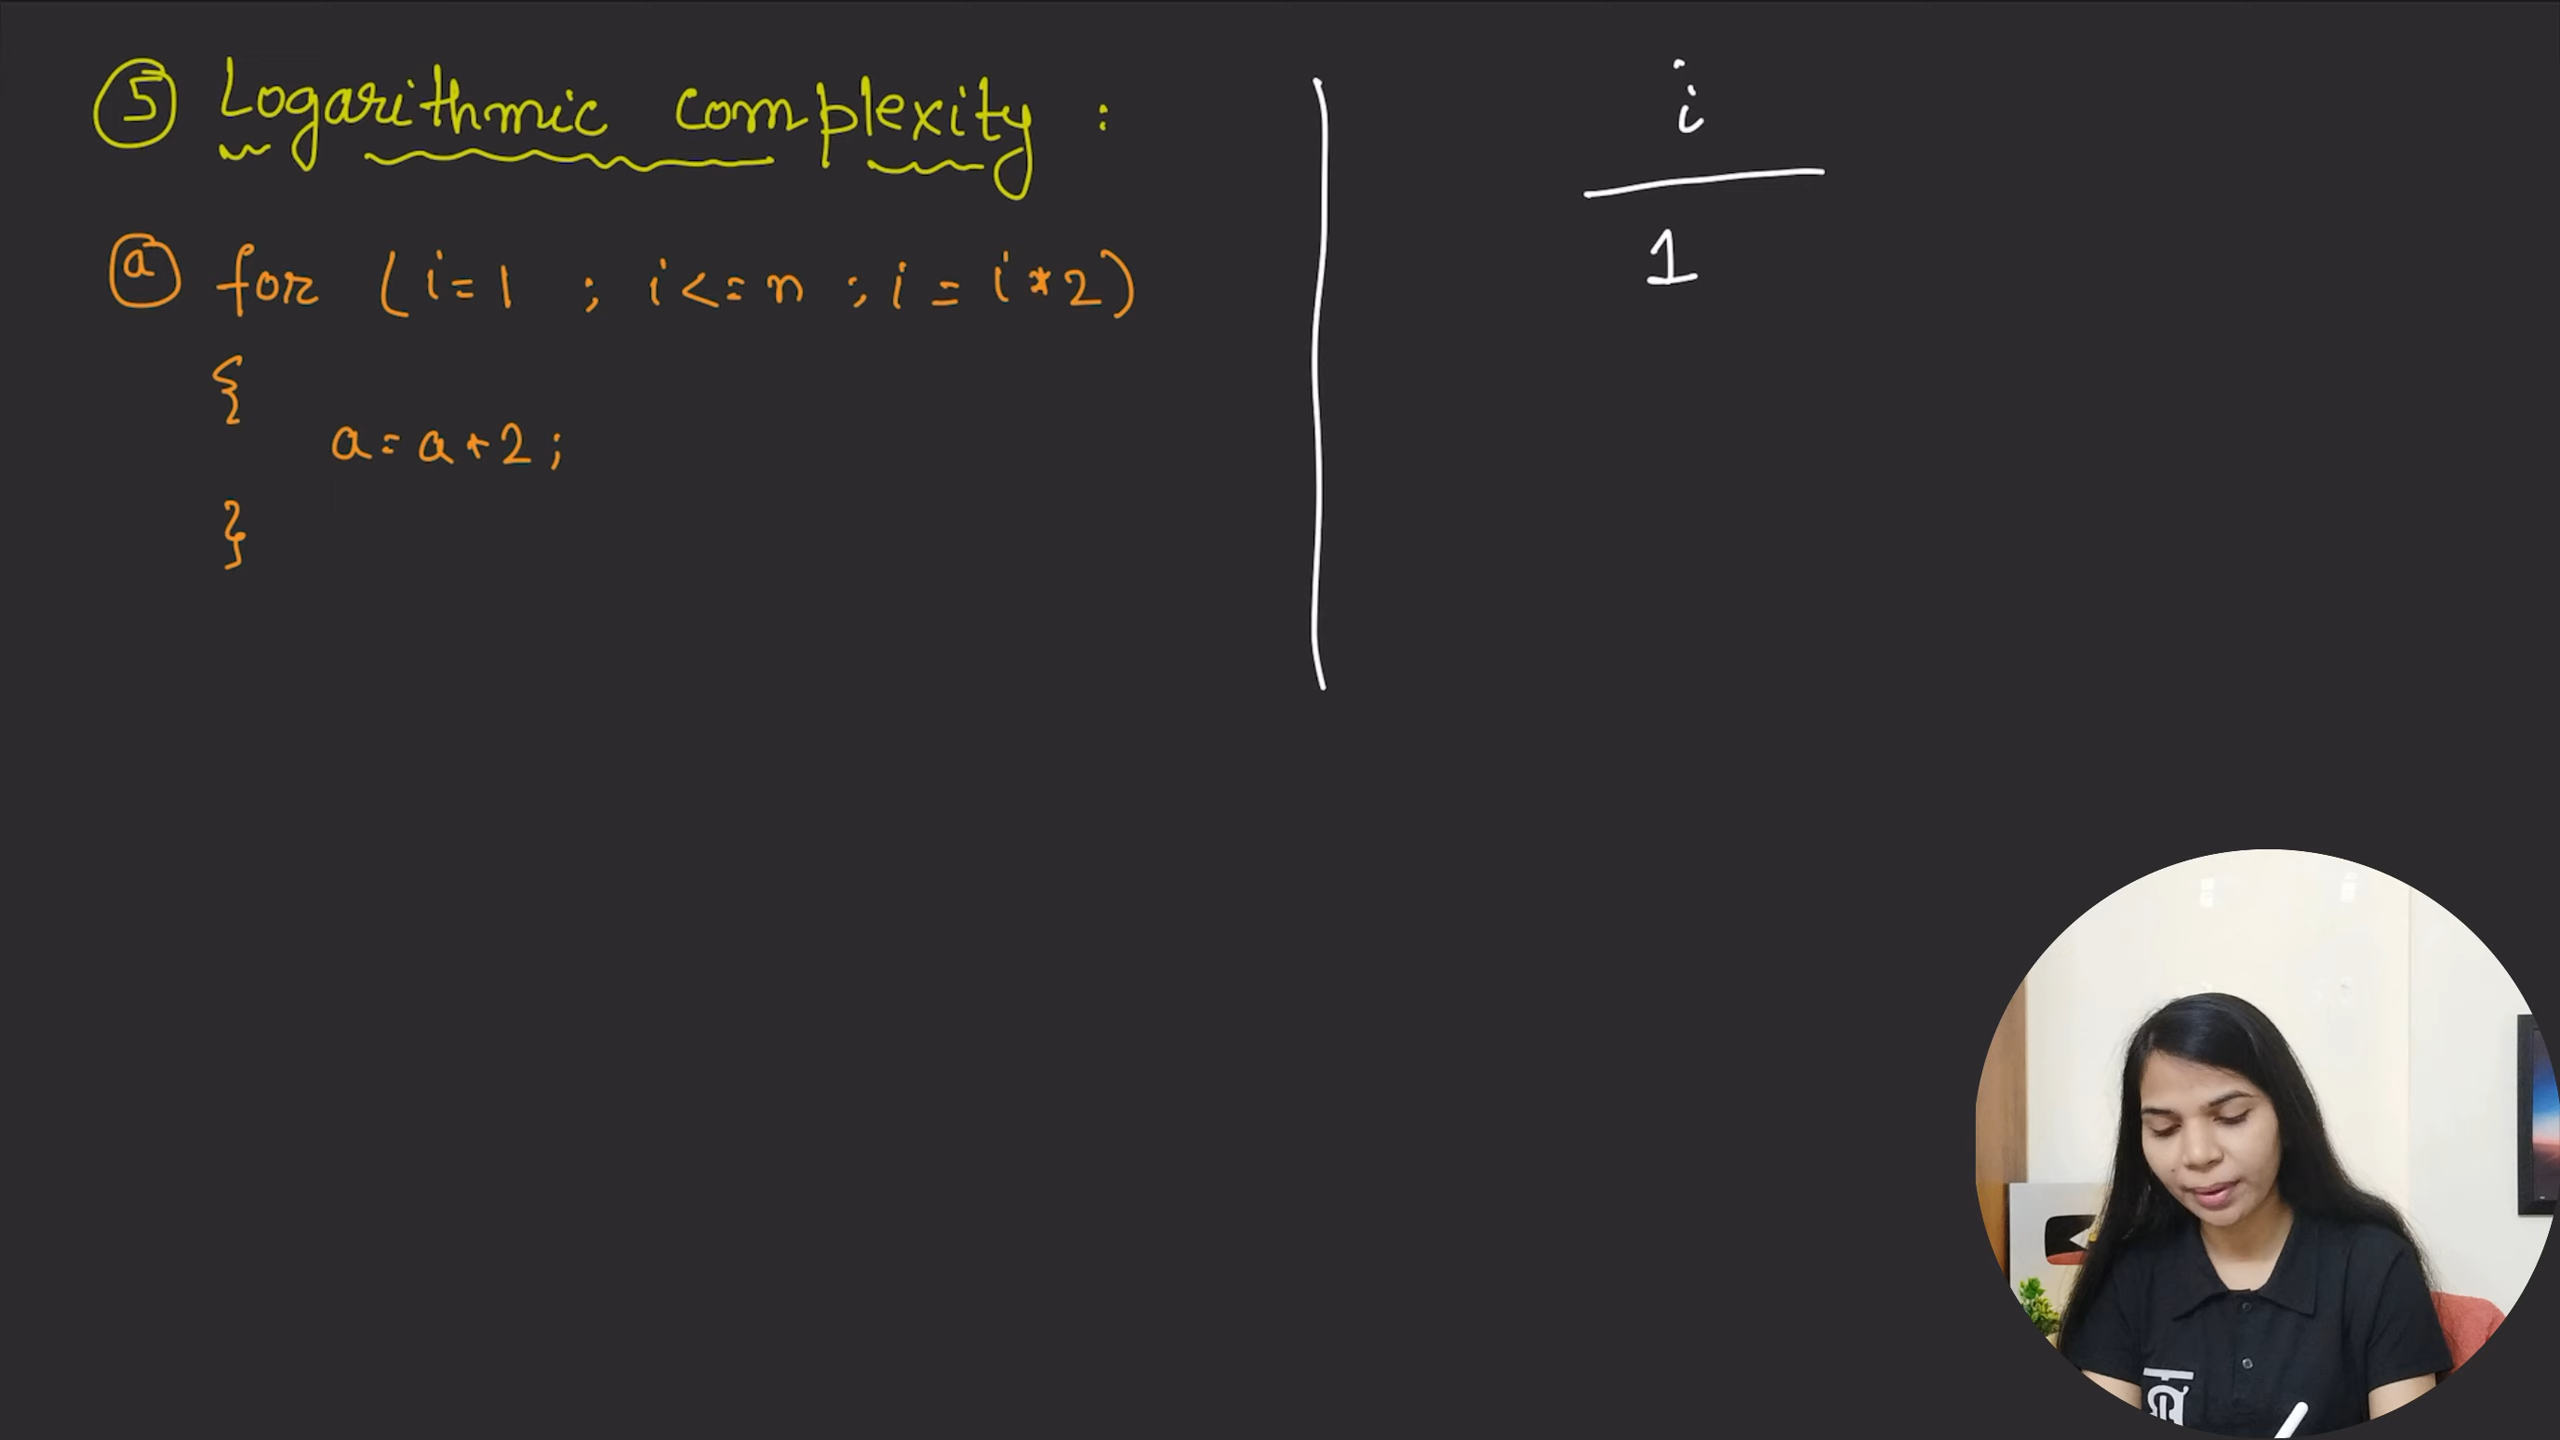 5 Logarithmic complexity :
a for (i=1 ; i<=n ; i = i*2)
{
a = a+2;
}
i
1